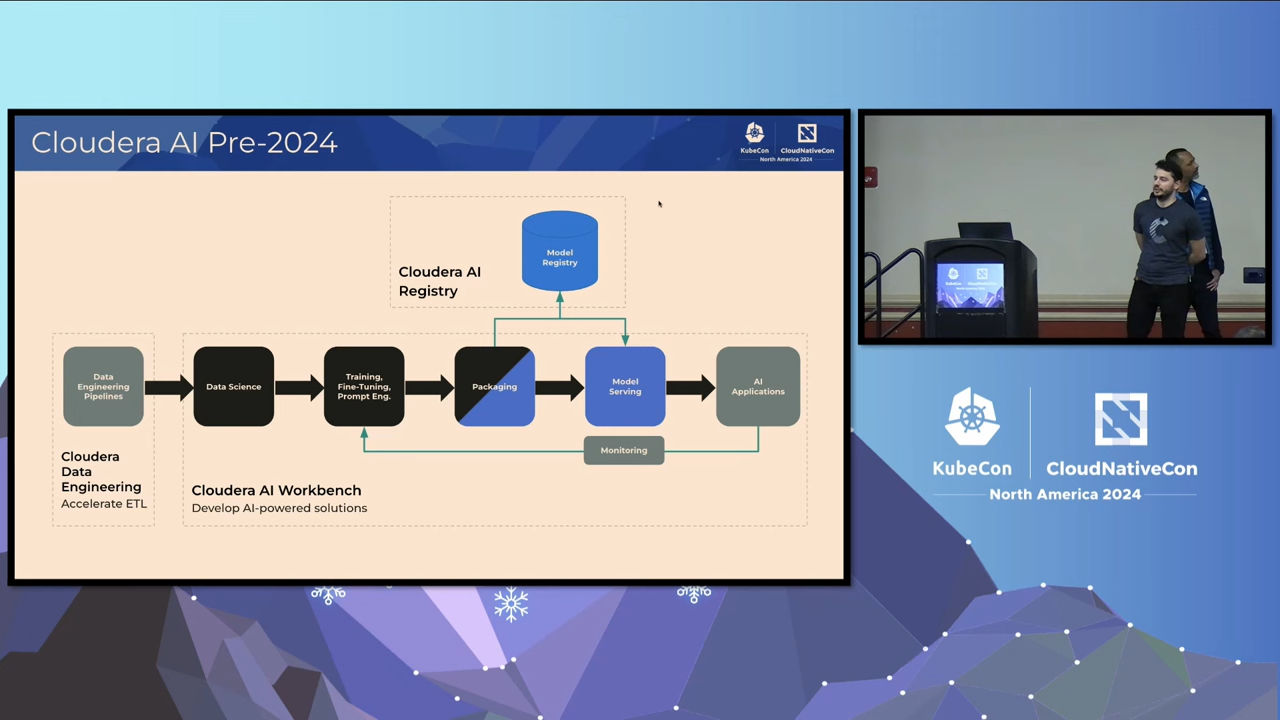 Cloudera AI Pre-2024
KubeCon
CloudNativeCon
North America 2024
Model
Registry
Cloudera AI
Registry
Data
Engineering
Pipelines
Data Science
Training,
Fine-Tuning,
Prompt Eng.
Packaging
Model
Serving
AI
Applications
Monitoring
Cloudera
Data
Engineering
Accelerate ETL
Cloudera AI Workbench
Develop AI-powered solutions
KubeCon
CloudNativeCon
North America 2024